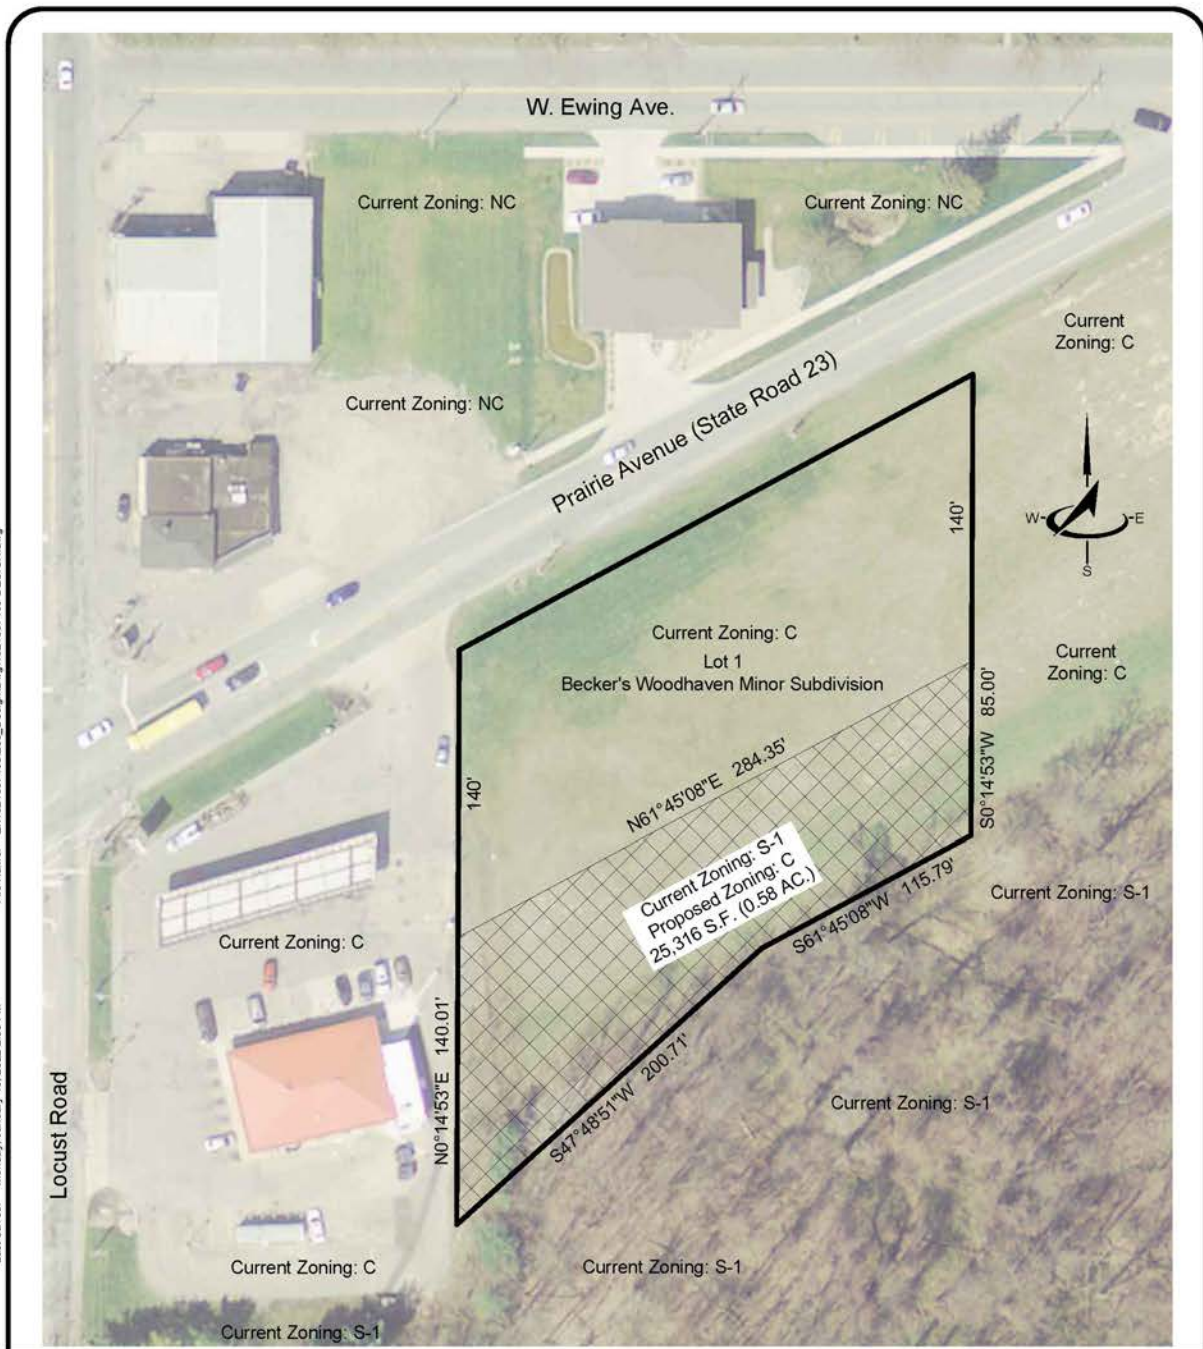 W. Ewing Ave.
Current Zoning: NC
Current Zoning: NC
Current
Zoning: C
Prairie Avenue (State Road 23)
Current Zoning: NC
W
E
S
140'
Current Zoning: C
Lot 1
Becker's Woodhaven Minor Subdivision
Current
Zoning: C
S0°14'53"W 85.00'
N61°45'08"E 284.35'
140'
Current Zoning: S-1
Proposed Zoning: C
25,316 S.F. (0.58 AC.)
S61°45'08"W 115.79'
Current Zoning: S-1
Current Zoning: C
N0°14'53"E 140.01'
S47°48'51"W 200.71'
Current Zoning: S-1
Locust Road
Current Zoning: C
Current Zoning: S-1
Current Zoning: S-1